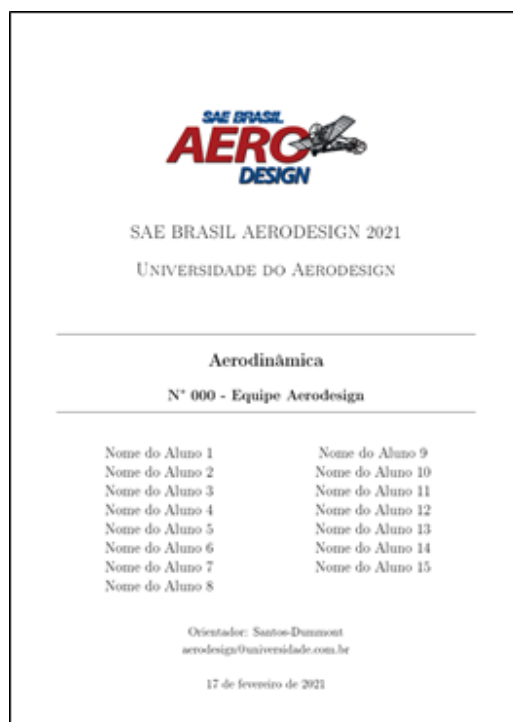 SAE BRASIL
AERO
DESIGN
SAE BRASIL AERODESIGN 2021
Universidade do Aerodesign
Aerodinâmica
N° 000 - Equipe Aerodesign
Nome do Aluno 1
Nome do Aluno 2
Nome do Aluno 3
Nome do Aluno 4
Nome do Aluno 5
Nome do Aluno 6
Nome do Aluno 7
Nome do Aluno 8
Nome do Aluno 9
Nome do Aluno 10
Nome do Aluno 11
Nome do Aluno 12
Nome do Aluno 13
Nome do Aluno 14
Nome do Aluno 15
Orientador: Santos-Dummont
aerodesign@universidade.com.br
17 de fevereiro de 2021